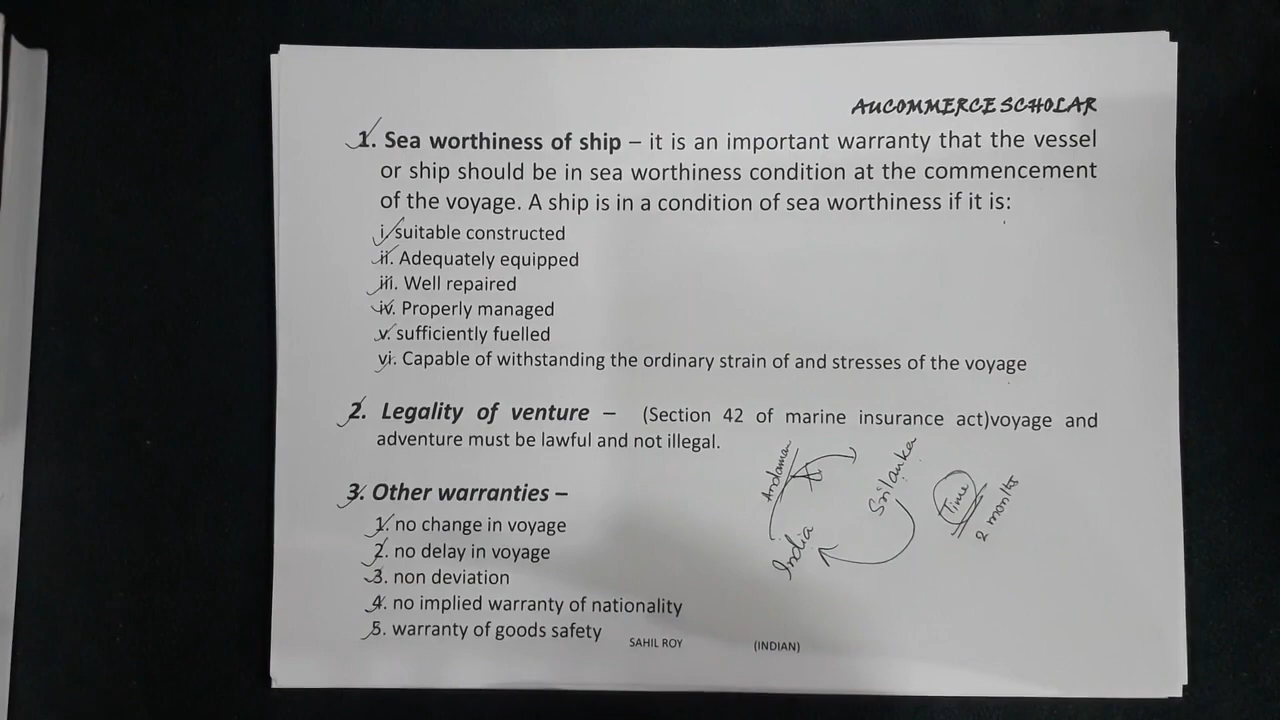 AUCOMMERCE SCHOLAR
1. Sea worthiness of ship – it is an important warranty that the vessel
or ship should be in sea worthiness condition at the commencement
of the voyage. A ship is in a condition of sea worthiness if it is:
i. suitable constructed
ii. Adequately equipped
iii. Well repaired
iv. Properly managed
v. sufficiently fuelled
vi. Capable of withstanding the ordinary strain of and stresses of the voyage
2. Legality of venture – (Section 42 of marine insurance act)voyage and
adventure must be lawful and not illegal.
Andaman
Srilanka
India
Time
2 months
3. Other warranties –
1. no change in voyage
2. no delay in voyage
3. non deviation
4. no implied warranty of nationality
5. warranty of goods safety
SAHIL ROY (INDIAN)